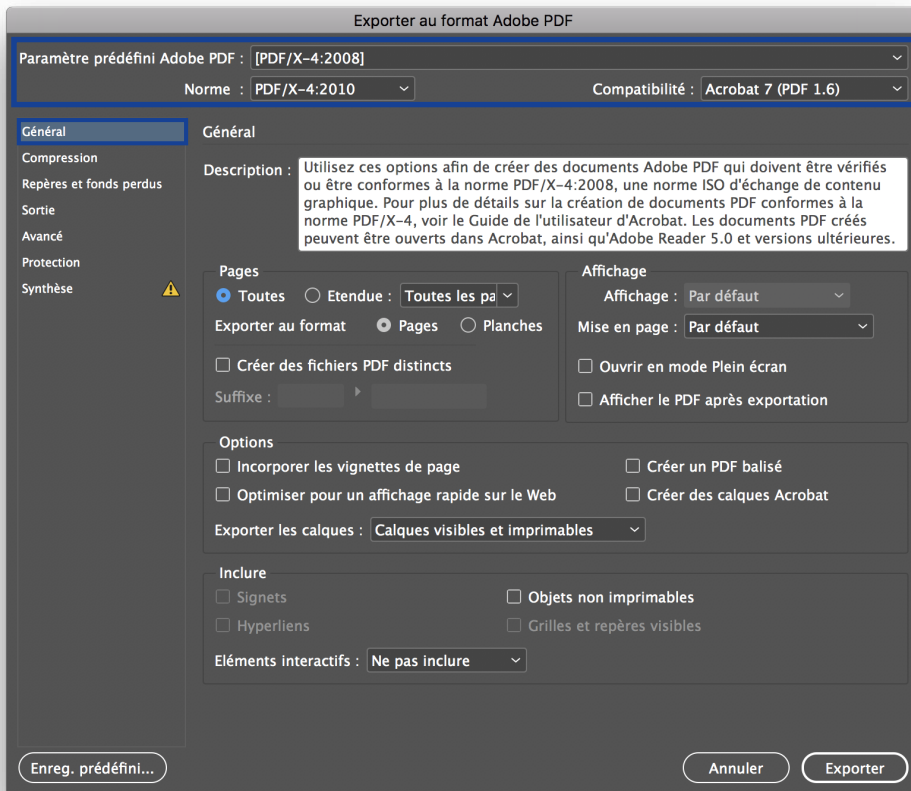 Exporter au format Adobe PDF
Paramètre prédéfini Adobe PDF : [PDF/X-4:2008]
Norme : PDF/X-4:2010 Compatibilité : Acrobat 7 (PDF 1.6)
Général
Compression
Repères et fonds perdus
Sortie
Avancé
Protection
Synthèse
Général
Description : Utilisez ces options afin de créer des documents Adobe PDF qui doivent être vérifiés
ou être conformes à la norme PDF/X-4:2008, une norme ISO d'échange de contenu
graphique. Pour plus de détails sur la création de documents PDF conformes à la
norme PDF/X-4, voir le Guide de l'utilisateur d'Acrobat. Les documents PDF créés
peuvent être ouverts dans Acrobat, ainsi qu'Adobe Reader 5.0 et versions ultérieures.
Pages
Toutes Etendue : Toutes les pa
Exporter au format Pages Planches
Créer des fichiers PDF distincts
Suffixe :
Affichage
Affichage : Par défaut
Mise en page : Par défaut
Ouvrir en mode Plein écran
Afficher le PDF après exportation
Options
Incorporer les vignettes de page Créer un PDF balisé
Optimiser pour un affichage rapide sur le Web Créer des calques Acrobat
Exporter les calques : Calques visibles et imprimables
Inclure
Signets Objets non imprimables
Hyperliens Grilles et repères visibles
Eléments interactifs : Ne pas inclure
Enreg. prédéfini... Annuler Exporter